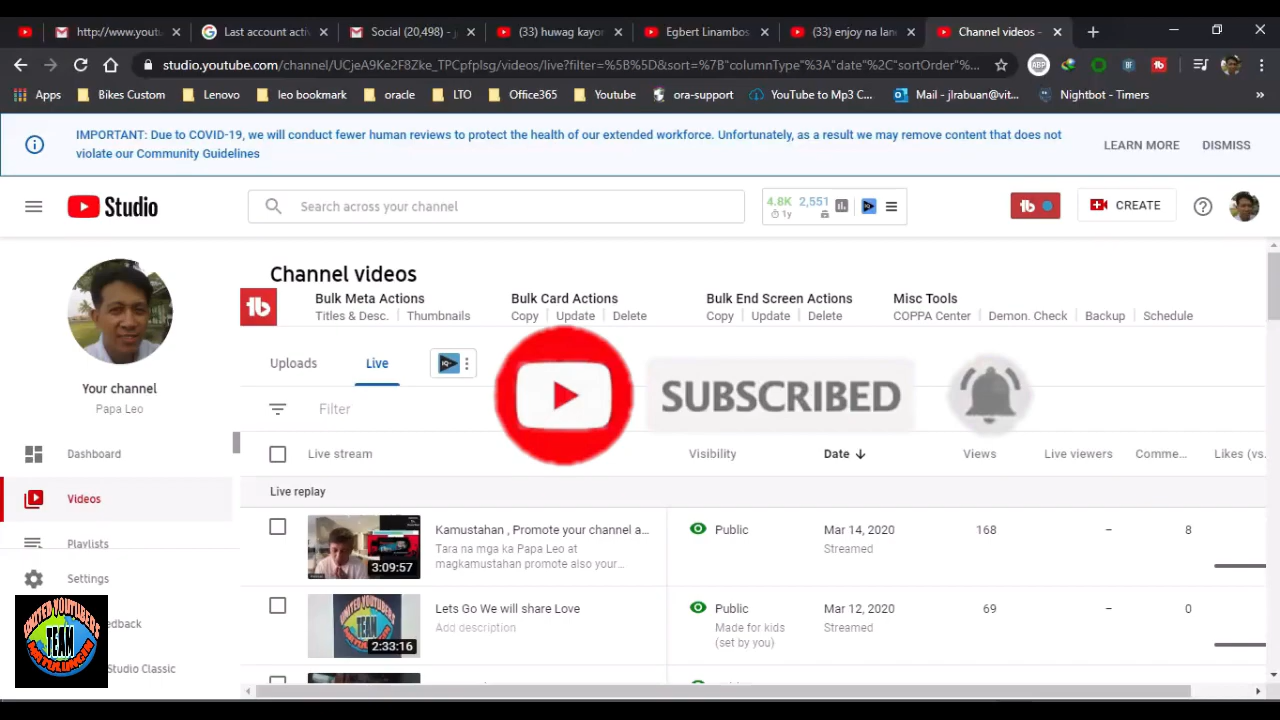 http://www.youtu
Last account activ
Social (20,498) - j
(33) huwag kayor
Egbert Linambos
(33) enjoy na land
Channel videos -
studio.youtube.com/channel/UCjeA9Ke2F8Zke_TPCpfplsg/videos/live?filter=%5B%5D&sort=%7B"columnType"%3A"date"%2C"sortOrder"%...
Apps
Bikes Custom
Lenovo
leo bookmark
oracle
LTO
Office365
Youtube
ora-support
YouTube to Mp3 C...
Mail - jlrabuan@vit...
Nightbot - Timers
»
IMPORTANT: Due to COVID-19, we will conduct fewer human reviews to protect the health of our extended workforce. Unfortunately, as a result we may remove content that does not
violate our Community Guidelines
LEARN MORE
DISMISS
Studio
Search across your channel
4.8K 2,551
1y
CREATE
Channel videos
Bulk Meta Actions
Titles & Desc. | Thumbnails
Bulk Card Actions
Copy | Update | Delete
Bulk End Screen Actions
Copy | Update | Delete
Misc Tools
COPPA Center | Demon. Check | Backup | Schedule
Your channel
Papa Leo
Dashboard
Videos
Playlists
Settings
edback
Studio Classic
UNITED YOUTUBERS
TEAM
MATULUNGIN
Uploads
Live
SUBSCRIBED
Filter
Live stream
Visibility
Date
Views
Live viewers
Comme...
Likes (vs.
Live replay
3:09:57
Kamustahan , Promote your channel a...
Tara na mga ka Papa Leo at
magkamustahan promote also your...
Public
Mar 14, 2020
Streamed
168
–
8
2:33:16
Lets Go We will share Love
Add description
Public
Made for kids
(set by you)
Mar 12, 2020
Streamed
69
–
0